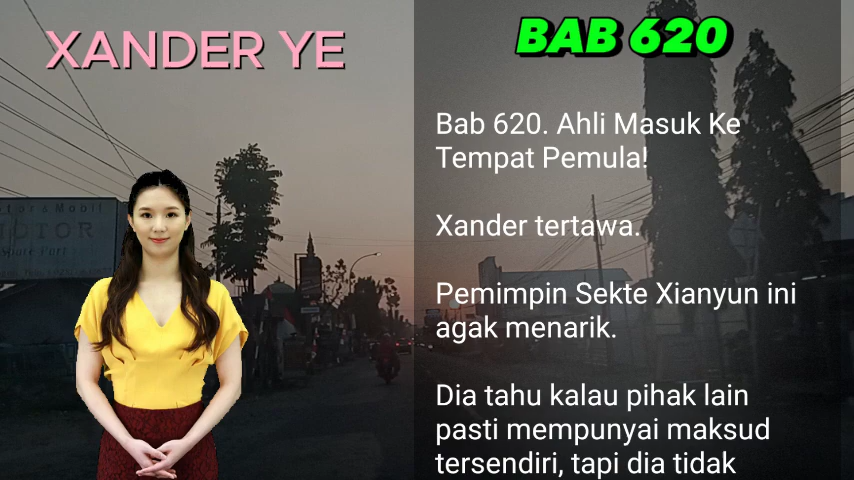 XANDER YE
BAB 620
Bab 620. Ahli Masuk Ke
Tempat Pemula!
Xander tertawa.
Pemimpin Sekte Xianyun ini
agak menarik.
Dia tahu kalau pihak lain
pasti mempunyai maksud
tersendiri, tapi dia tidak